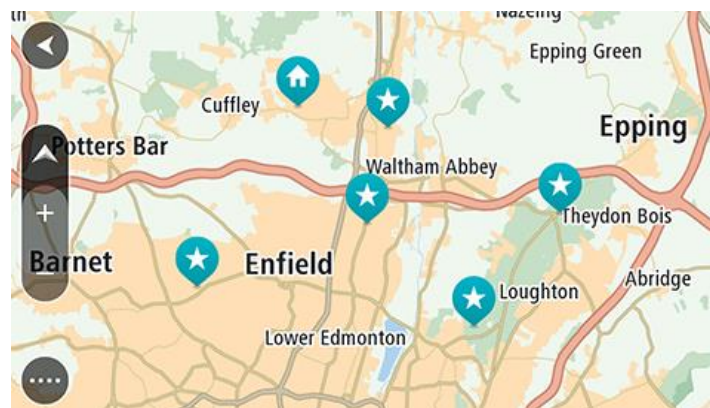 Nazeing
Epping Green
Cuffley
Epping
Potters Bar
Waltham Abbey
Theydon Bois
Barnet
Enfield
Abridge
Loughton
Lower Edmonton